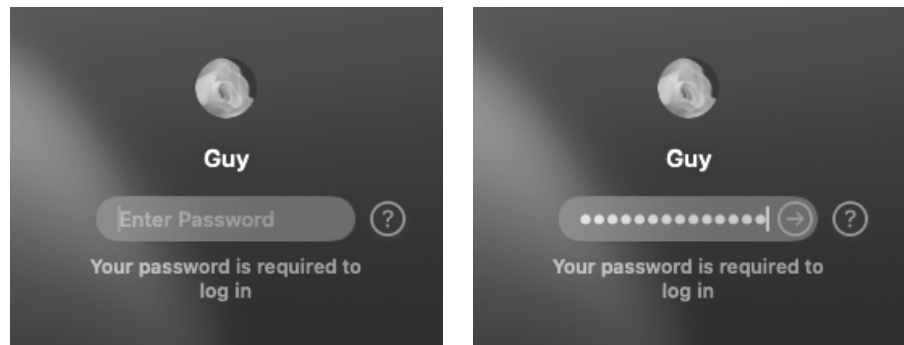 Guy
Enter Password
?
Your password is required to
log in
Guy
••••••••••••••
→
?
Your password is required to
log in